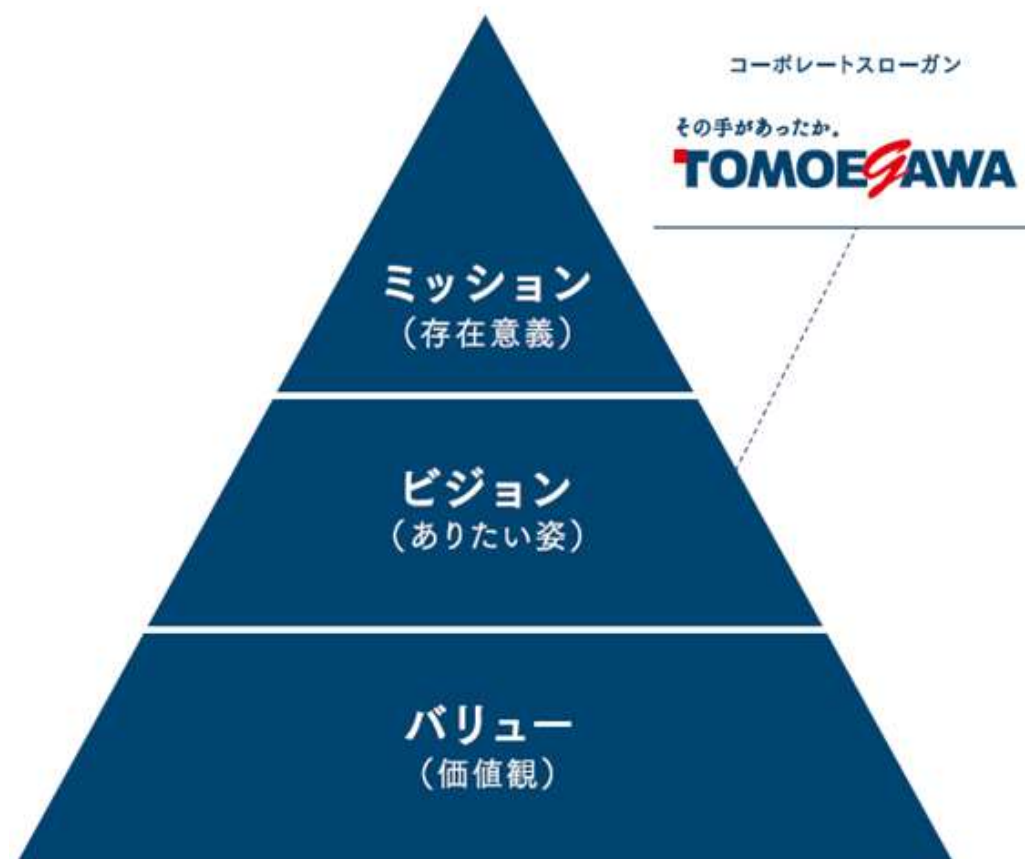 コーポレートスローガン
その手があったか。
TOMOEGAWA
ミッション
（存在意義）
ビジョン
（ありたい姿）
バリュー
（価値観）